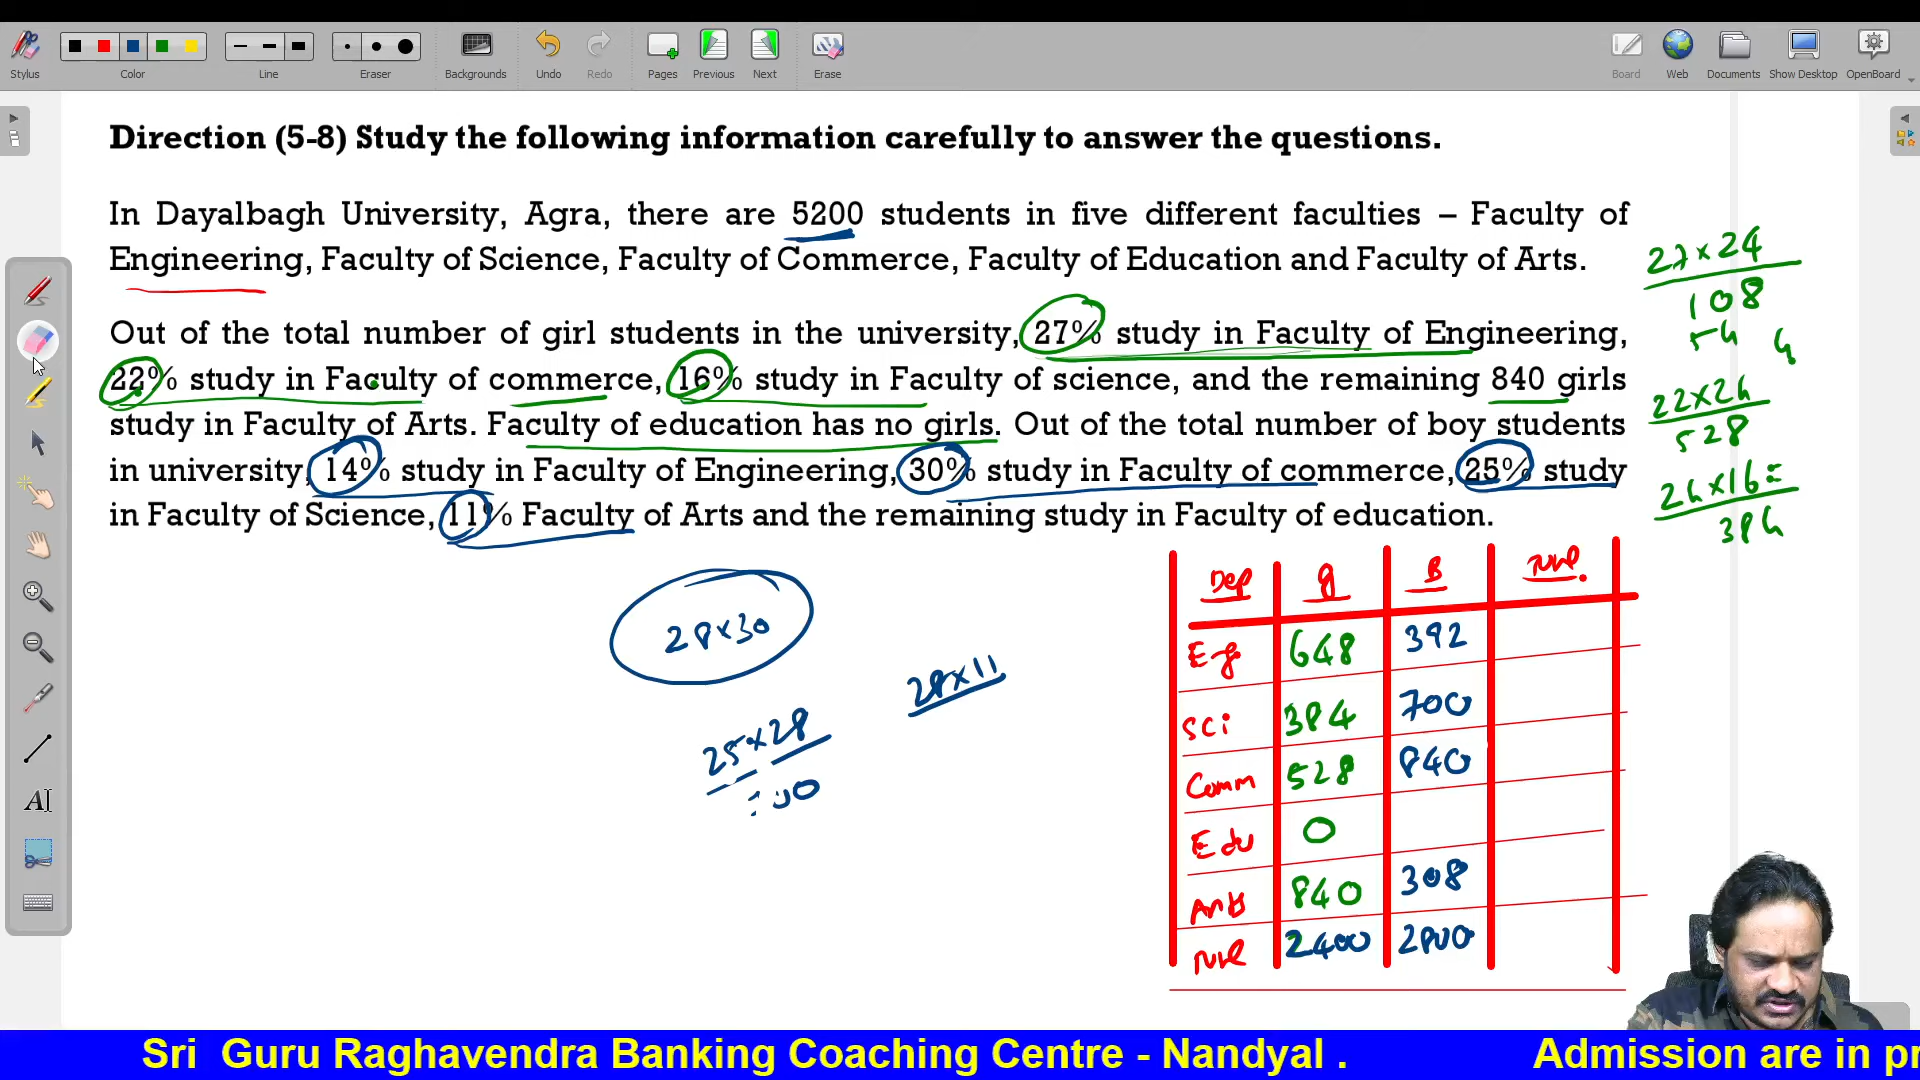 Stylus
Color
Line
Eraser
Backgrounds
Undo
Redo
Pages
Previous
Next
Erase
Board
Web
Documents
Show Desktop
OpenBoard
Direction (5-8) Study the following information carefully to answer the questions.
In Dayalbagh University, Agra, there are 5200 students in five different faculties – Faculty of
Engineering, Faculty of Science, Faculty of Commerce, Faculty of Education and Faculty of Arts.
Out of the total number of girl students in the university, 27% study in Faculty of Engineering,
22% study in Faculty of commerce, 16% study in Faculty of science, and the remaining 840 girls
study in Faculty of Arts. Faculty of education has no girls. Out of the total number of boy students
in university, 14% study in Faculty of Engineering, 30% study in Faculty of commerce, 25% study
in Faculty of Science, 11% Faculty of Arts and the remaining study in Faculty of education.
27×24
108
54
4
22×24
528
24×16=
384
28×30
28×11
25×28
Dep g B
Eg 648 392
Sci 384 700
Comm 528 840
Edu 0
Arts 840 308
2400 2800
Sri Guru Raghavendra Banking Coaching Centre - Nandyal .
Admission are in pr